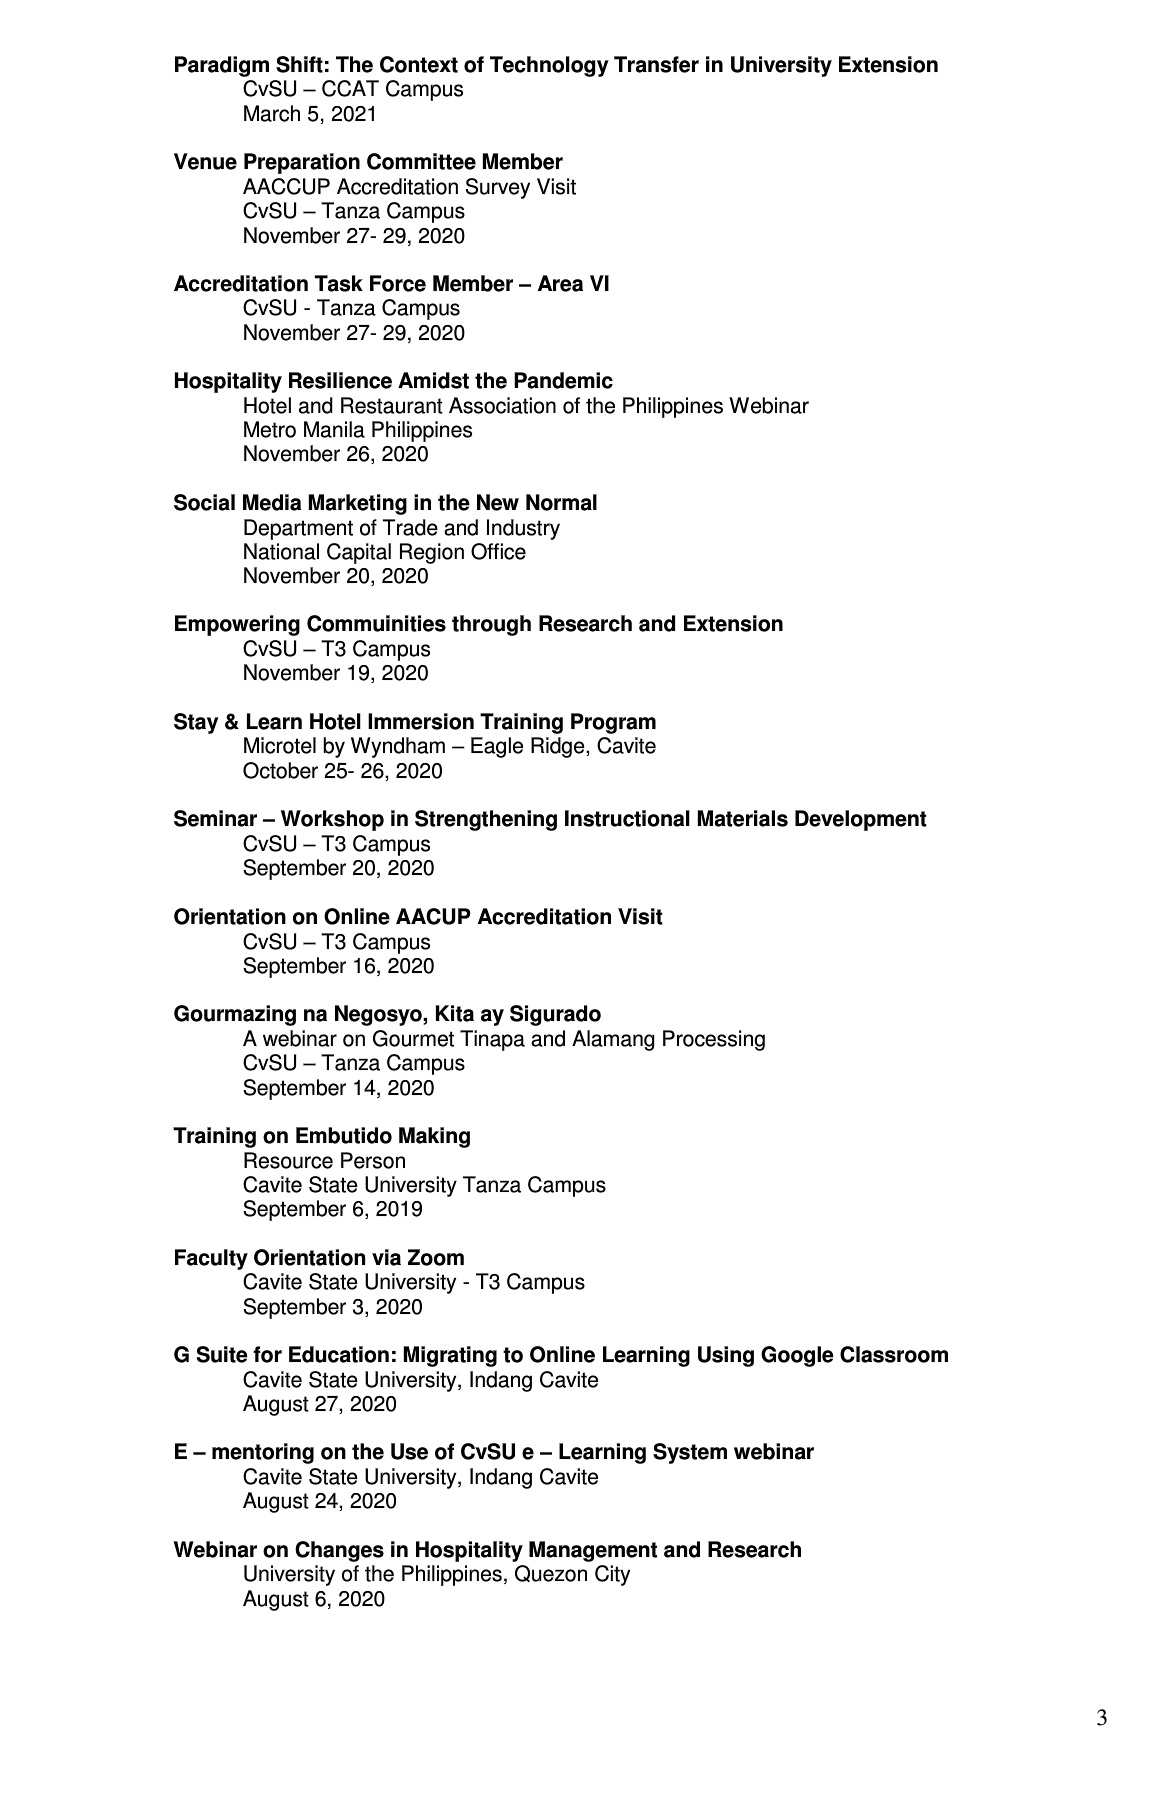 Paradigm Shift: The Context of Technology Transfer in University Extension
CvSU – CCAT Campus
March 5, 2021
Venue Preparation Committee Member
AACCUP Accreditation Survey Visit
CvSU – Tanza Campus
November 27- 29, 2020
Accreditation Task Force Member – Area VI
CvSU - Tanza Campus
November 27- 29, 2020
Hospitality Resilience Amidst the Pandemic
Hotel and Restaurant Association of the Philippines Webinar
Metro Manila Philippines
November 26, 2020
Social Media Marketing in the New Normal
Department of Trade and Industry
National Capital Region Office
November 20, 2020
Empowering Commuinities through Research and Extension
CvSU – T3 Campus
November 19, 2020
Stay & Learn Hotel Immersion Training Program
Microtel by Wyndham – Eagle Ridge, Cavite
October 25- 26, 2020
Seminar – Workshop in Strengthening Instructional Materials Development
CvSU – T3 Campus
September 20, 2020
Orientation on Online AACUP Accreditation Visit
CvSU – T3 Campus
September 16, 2020
Gourmazing na Negosyo, Kita ay Sigurado
A webinar on Gourmet Tinapa and Alamang Processing
CvSU – Tanza Campus
September 14, 2020
Training on Embutido Making
Resource Person
Cavite State University Tanza Campus
September 6, 2019
Faculty Orientation via Zoom
Cavite State University - T3 Campus
September 3, 2020
G Suite for Education: Migrating to Online Learning Using Google Classroom
Cavite State University, Indang Cavite
August 27, 2020
E – mentoring on the Use of CvSU e – Learning System webinar
Cavite State University, Indang Cavite
August 24, 2020
Webinar on Changes in Hospitality Management and Research
University of the Philippines, Quezon City
August 6, 2020
3